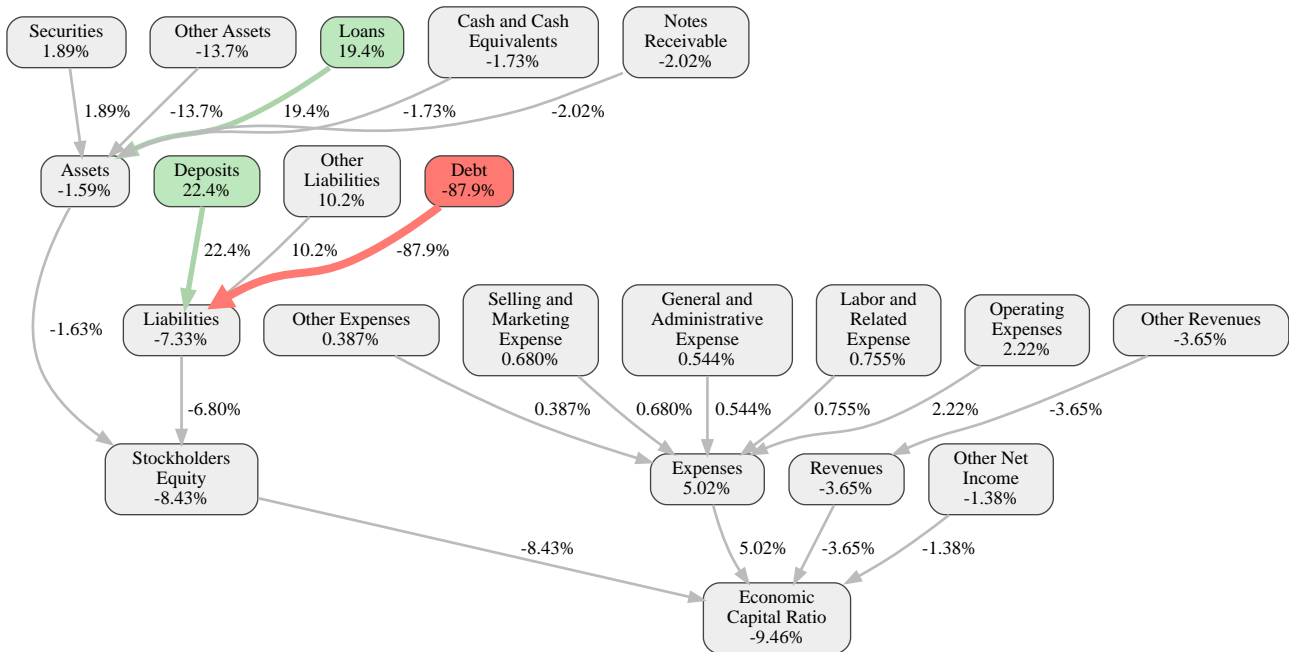 Securities
1.89%
Other Assets
-13.7%
Loans
19.4%
Cash and Cash
Equivalents
-1.73%
Notes
Receivable
-2.02%
1.89%
-13.7%
19.4%
-1.73%
-2.02%
Assets
-1.59%
Deposits
22.4%
Other
Liabilities
10.2%
Debt
-87.9%
22.4%
10.2%
-87.9%
-1.63%
Liabilities
-7.33%
Other Expenses
0.387%
Selling and
Marketing
Expense
0.680%
General and
Administrative
Expense
0.544%
Labor and
Related
Expense
0.755%
Operating
Expenses
2.22%
Other Revenues
-3.65%
-6.80%
0.387%
0.680%
0.544%
0.755%
2.22%
-3.65%
Stockholders
Equity
-8.43%
Expenses
5.02%
Revenues
-3.65%
Other Net
Income
-1.38%
-8.43%
5.02%
-3.65%
-1.38%
Economic
Capital Ratio
-9.46%